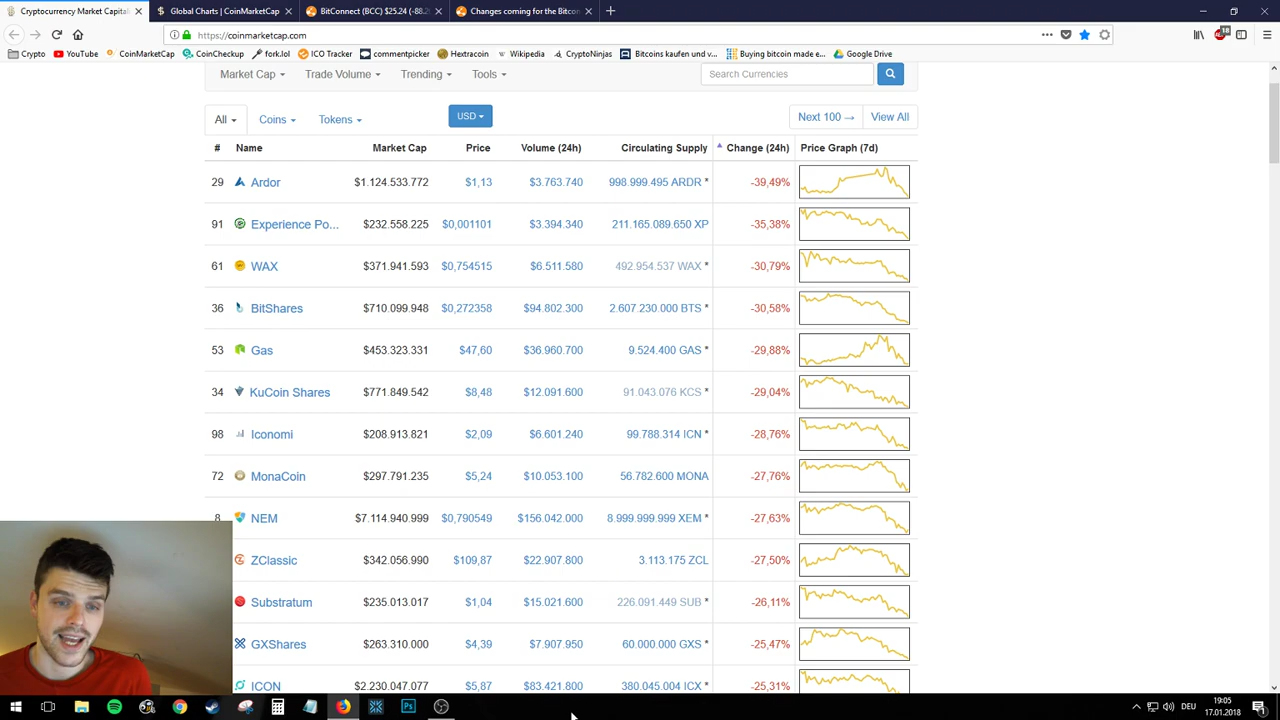 Cryptocurrency Market Capital
Global Charts | CoinMarketCap
BitConnect (BCC) $25.24 (-88.2
Changes coming for the Bitcon
https://coinmarketcap.com
18
Crypto YouTube CoinMarketCap CoinCheckup fork.lol ICO Tracker commentpicker Hextracoin Wikipedia CryptoNinjas Bitcoins kaufen und v... Buying bitcoin made e... Google Drive
Market Cap Trade Volume Trending Tools Search Currencies
All Coins Tokens USD Next 100 → View All
# Name Market Cap Price Volume (24h) Circulating Supply Change (24h) Price Graph (7d)
29 Ardor $1.124.533.772 $1,13 $3.763.740 998.999.495 ARDR * -39,49%
91 Experience Po... $232.558.225 $0,001101 $3.394.340 211.165.089.650 XP -35,38%
61 WAX $371.941.593 $0,754515 $6.511.580 492.954.537 WAX * -30,79%
36 BitShares $710.099.948 $0,272358 $94.802.300 2.607.230.000 BTS * -30,58%
53 Gas $453.323.331 $47,60 $36.960.700 9.524.400 GAS * -29,88%
34 KuCoin Shares $771.849.542 $8,48 $12.091.600 91.043.076 KCS * -29,04%
98 Iconomi $208.913.821 $2,09 $6.601.240 99.788.314 ICN * -28,76%
72 MonaCoin $297.791.235 $5,24 $10.053.100 56.782.600 MONA -27,76%
8 NEM $7.114.940.999 $0,790549 $156.042.000 8.999.999.999 XEM * -27,63%
ZClassic $342.056.990 $109,87 $22.907.800 3.113.175 ZCL -27,50%
Substratum $235.013.017 $1,04 $15.021.600 226.091.449 SUB * -26,11%
GXShares $263.310.000 $4,39 $7.907.950 60.000.000 GXS * -25,47%
ICON $2.230.047.077 $5,87 $83.421.800 380.045.004 ICX * -25,31%
DEU
19:05
17.01.2018
1